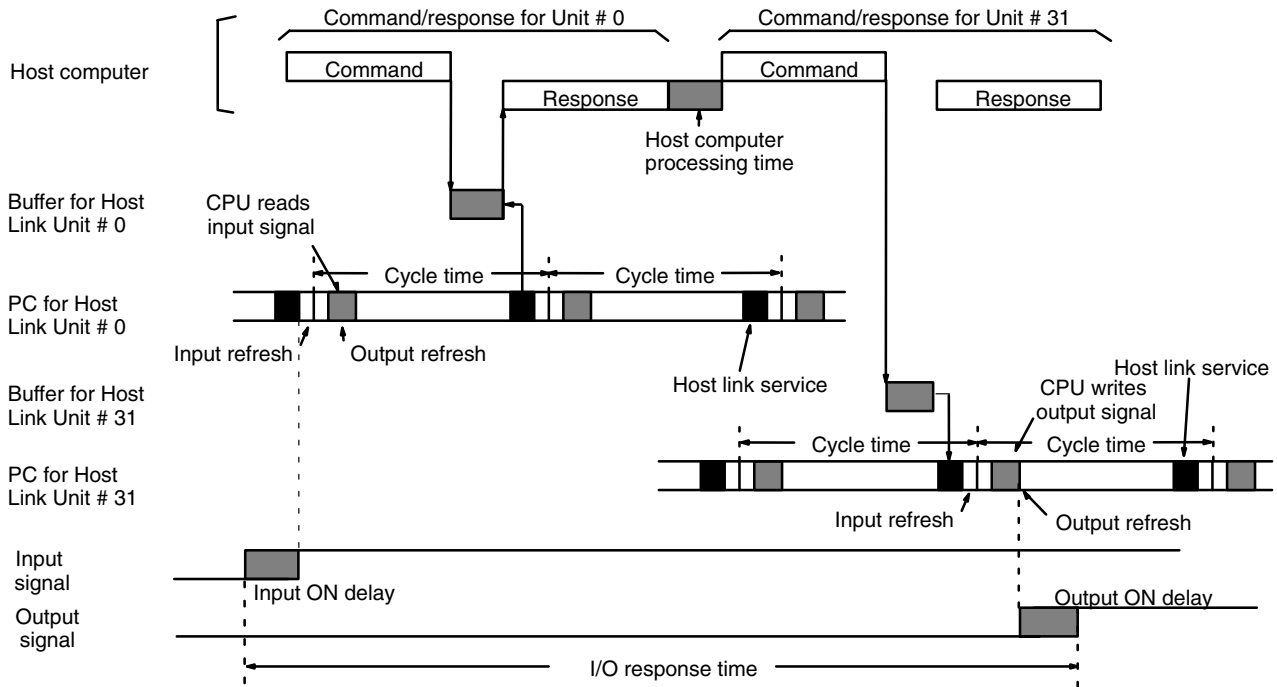 Command/response for Unit # 0
Command/response for Unit # 31
Host computer
Command
Command
Response
Response
Host computer
processing time
Buffer for Host
Link Unit # 0
CPU reads
input signal
Cycle time
Cycle time
PC for Host
Link Unit # 0
Input refresh
Output refresh
Host link service
Host link service
Buffer for Host
Link Unit # 31
CPU writes
output signal
Cycle time
Cycle time
PC for Host
Link Unit # 31
Input refresh
Output refresh
Input
signal
Input ON delay
Output ON delay
Output
signal
I/O response time